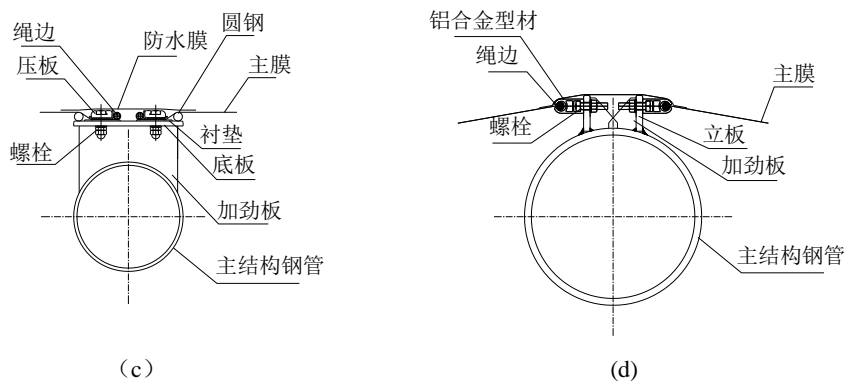 绳边
防水膜
圆钢
压板
主膜
螺栓
衬垫
底板
加劲板
主结构钢管
（c）
铝合金型材
绳边
主膜
螺栓
立板
加劲板
主结构钢管
(d)